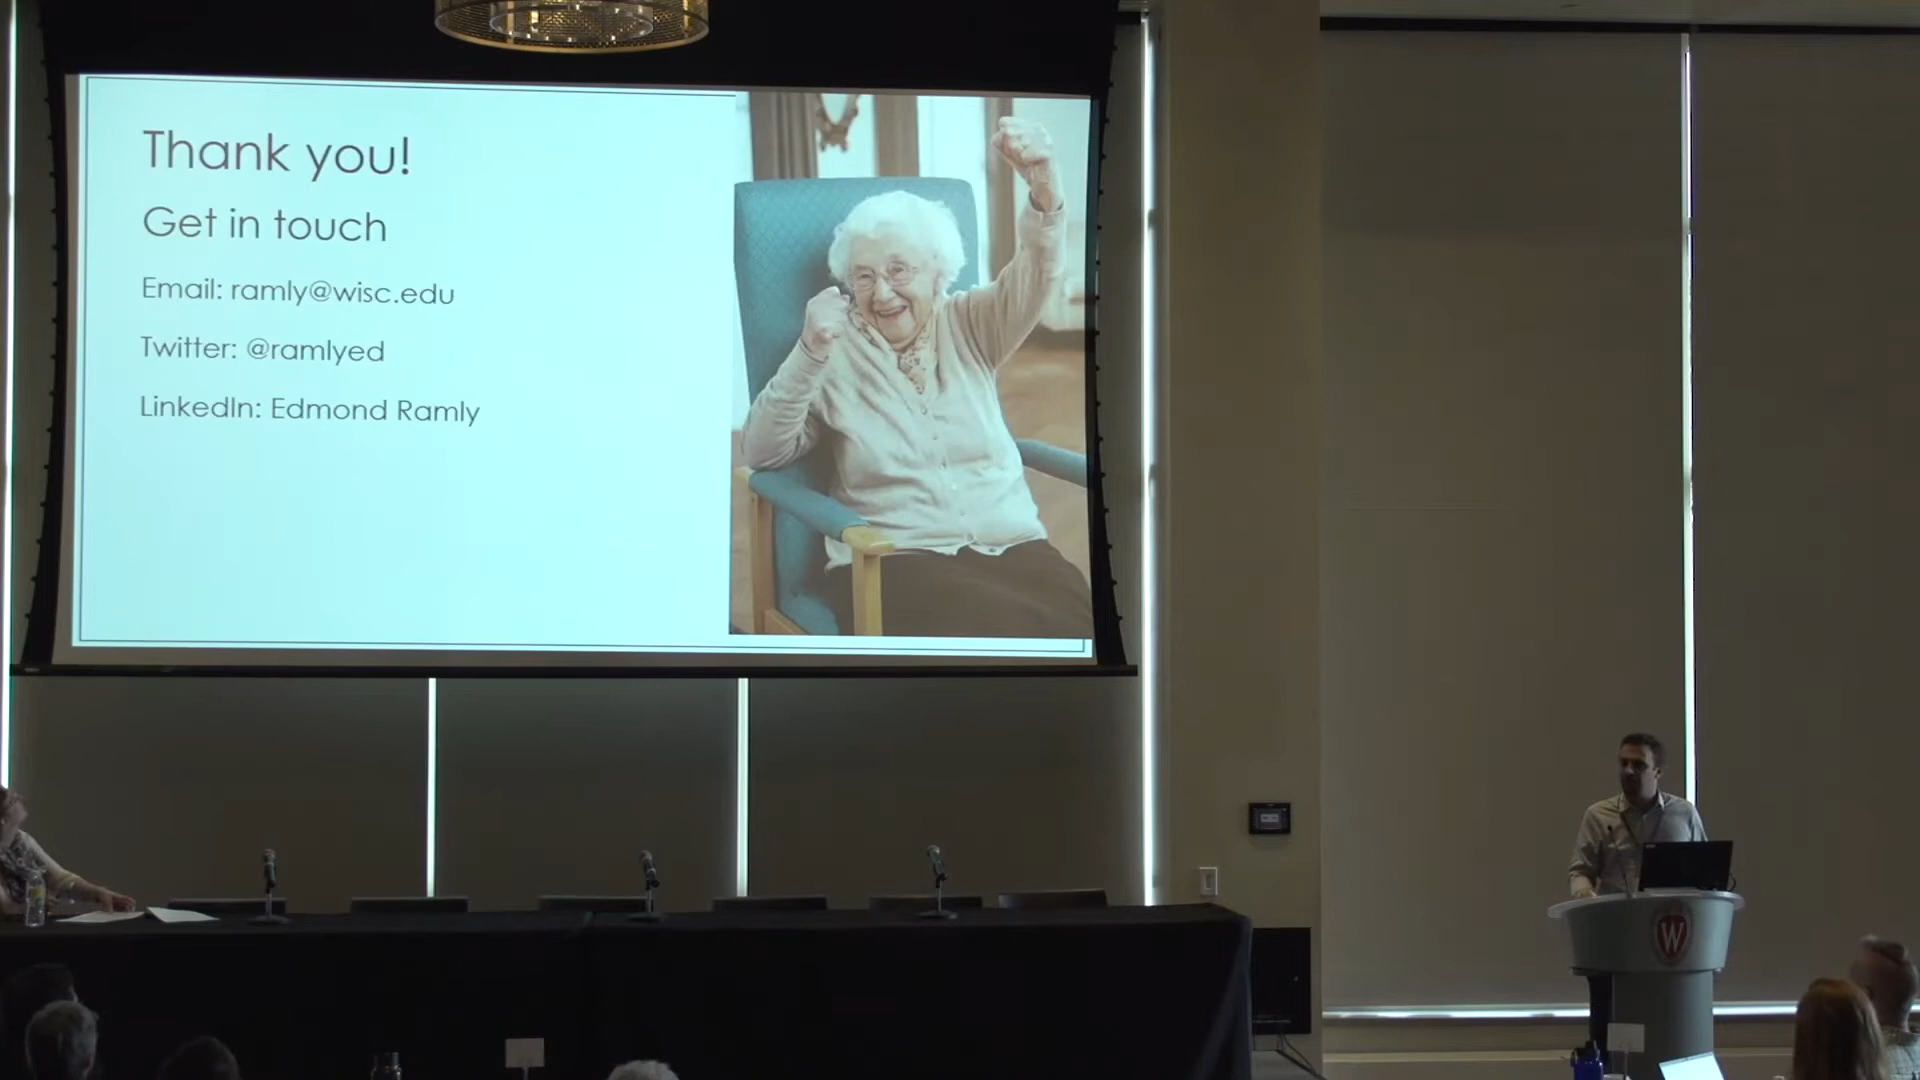 Thank you!
Get in touch
Email: ramly@wisc.edu
Twitter: @ramlyed
LinkedIn: Edmond Ramly
W